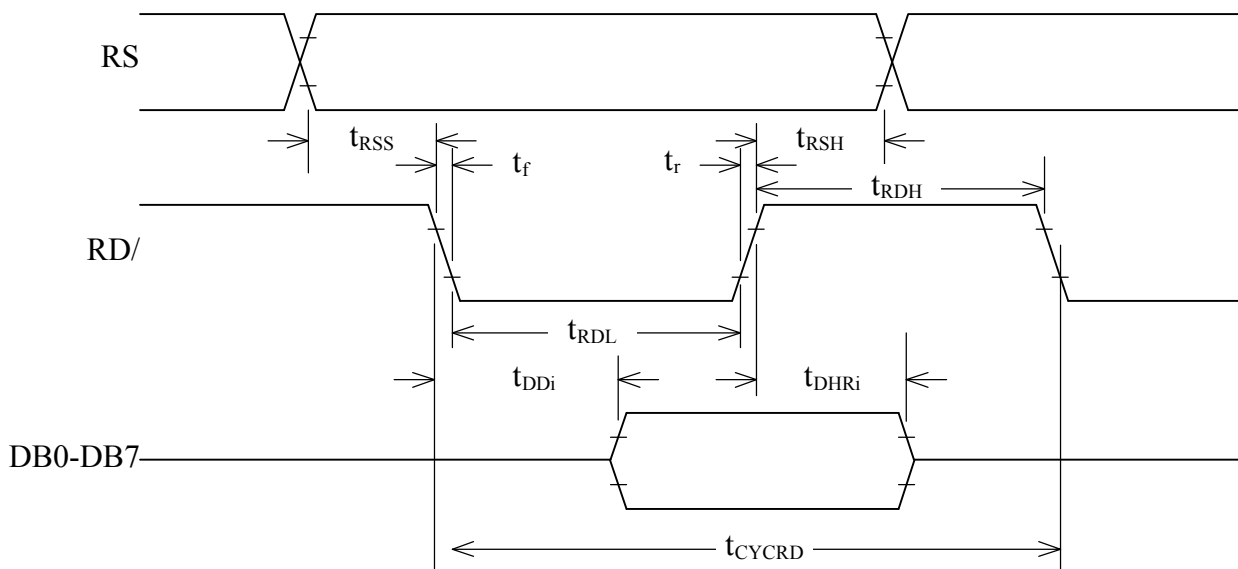 RS
tRSS
tRSH
tf
tr
tRDH
RD/
tRDL
tDDi
tDHRi
DB0-DB7
tCYCRD